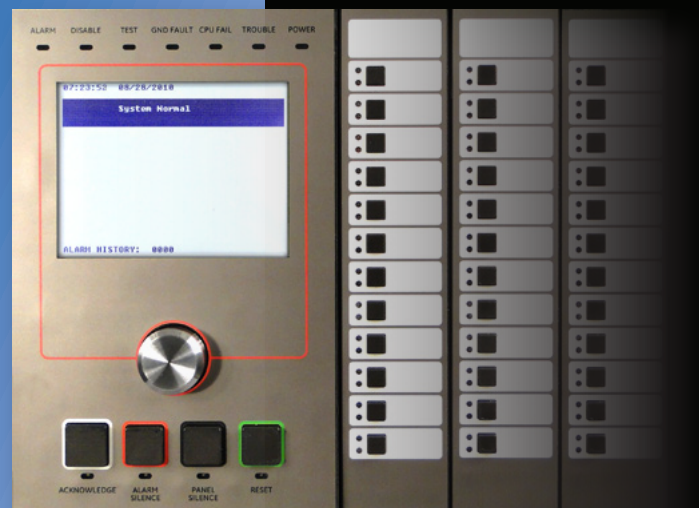 ALARM DISABLE TEST GND FAULT CPU FAIL TROUBLE POWER
07:23:52 08/28/2010
System Normal
ALARM HISTORY: 0000
ACKNOWLEDGE ALARM SILENCE PANEL SILENCE RESET